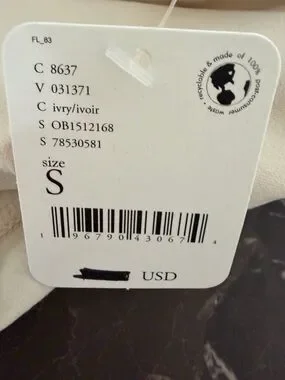 FL_83
C 8637
V 031371
C ivry/ivoir
S OB1512168
S 78530581
size
S
1 96790 43067 4
USD
recyclable & made of 100% post-consumer waste